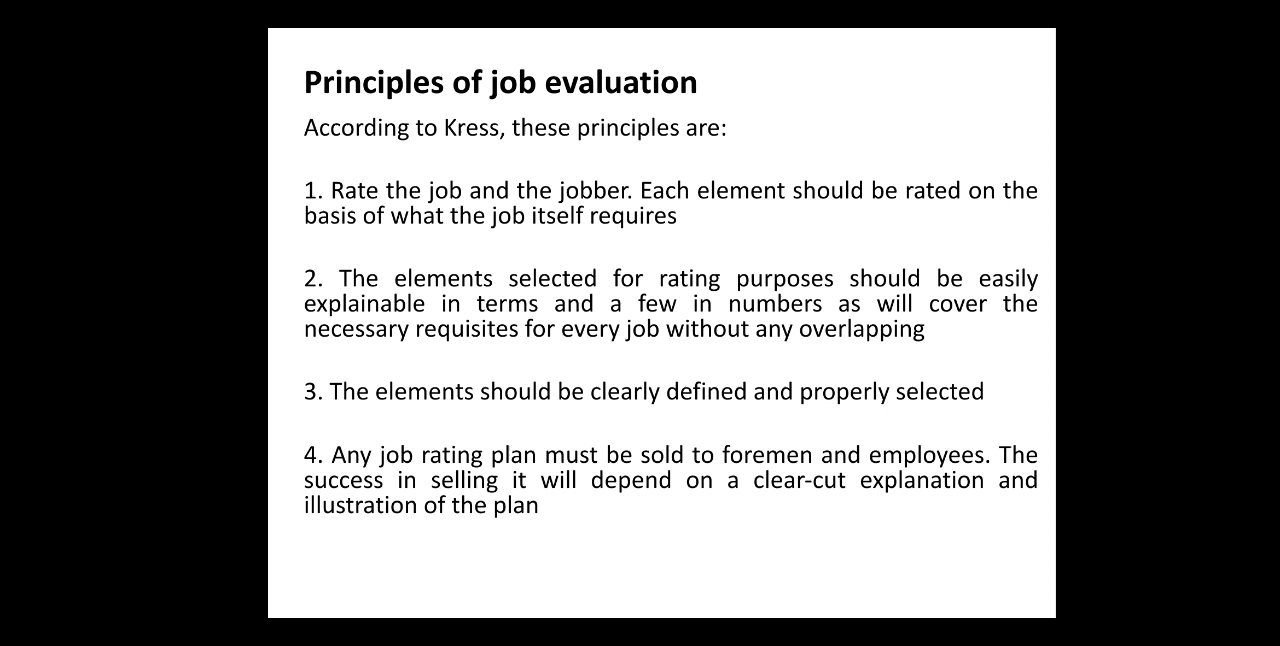 Principles of job evaluation
According to Kress, these principles are:
1. Rate the job and the jobber. Each element should be rated on the
basis of what the job itself requires
2. The elements selected for rating purposes should be easily
explainable in terms and a few in numbers as will cover the
necessary requisites for every job without any overlapping
3. The elements should be clearly defined and properly selected
4. Any job rating plan must be sold to foremen and employees. The
success in selling it will depend on a clear-cut explanation and
illustration of the plan